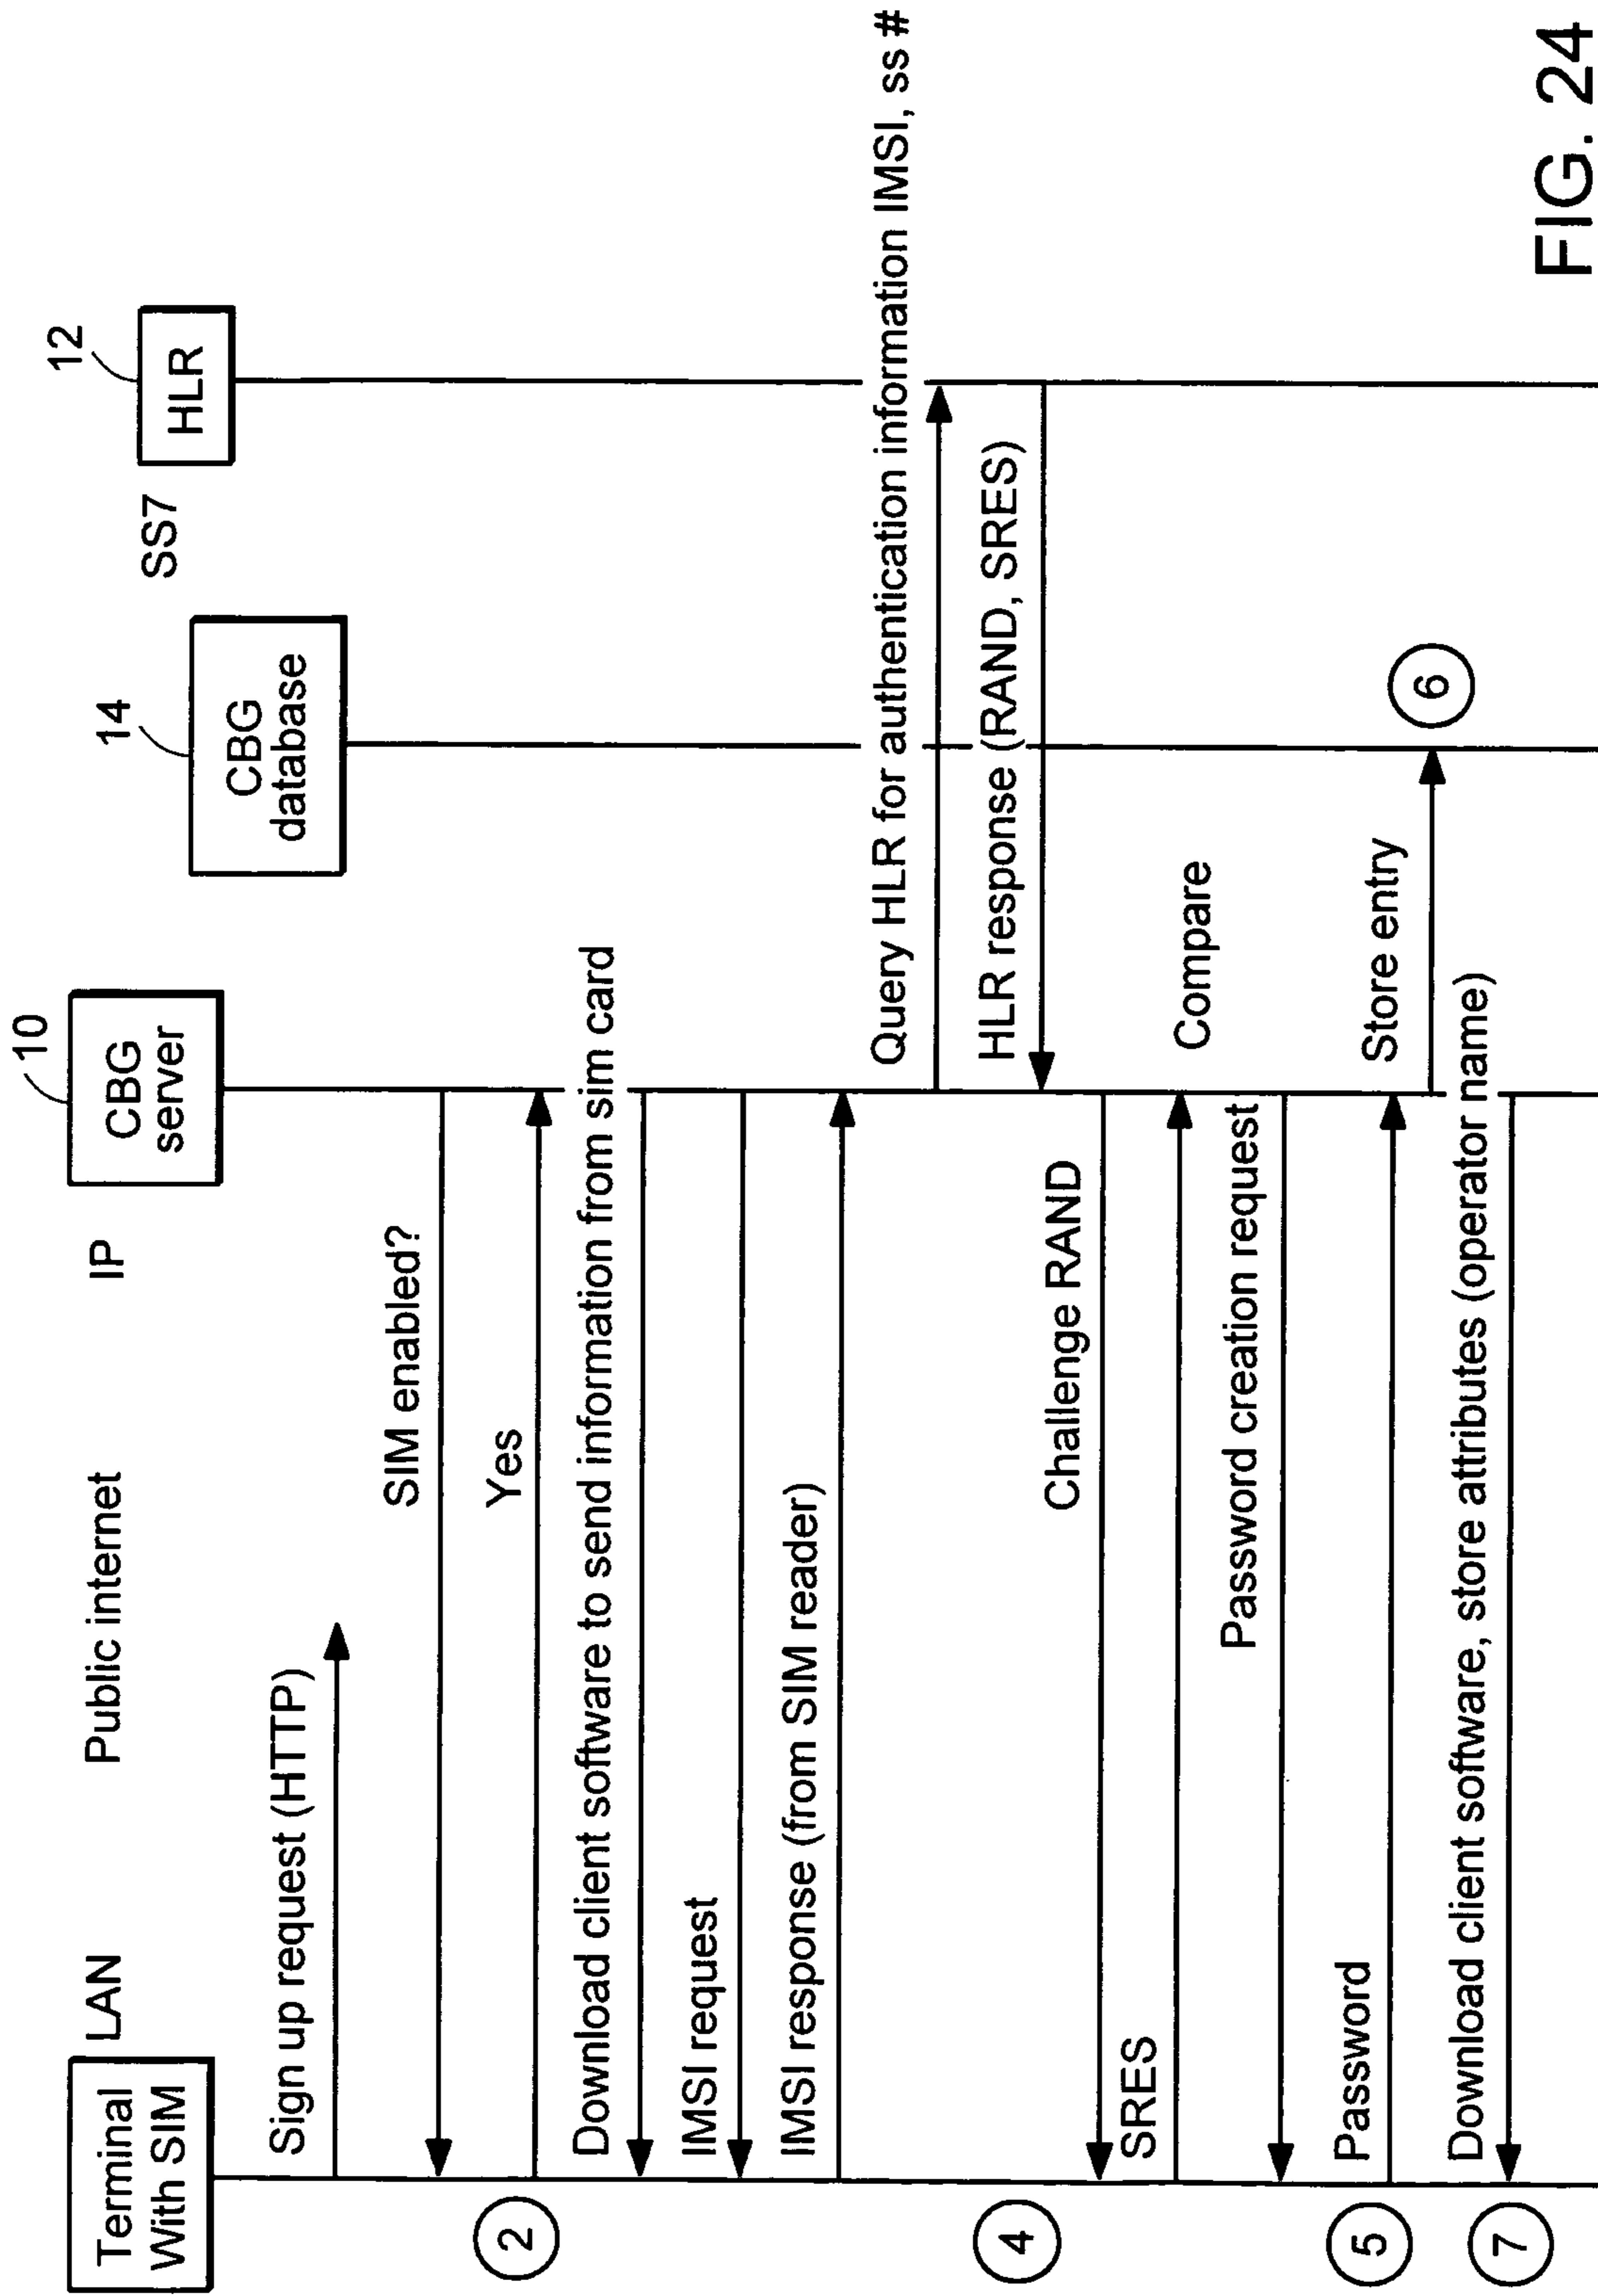 10
14
12
Terminal
With SIM
LAN
Public internet
IP
CBG
server
CBG
database
SS7
HLR
Sign up request (HTTP)
SIM enabled?
2
Yes
Download client software to send information from sim card
IMSI request
IMSI response (from SIM reader)
Query HLR for authentication information IMSI, ss #
4
HLR response (RAND, SRES)
Challenge RAND
SRES
Compare
Password creation request
5
Password
Store entry
6
7
Download client software, store attributes (operator name)
FIG. 24